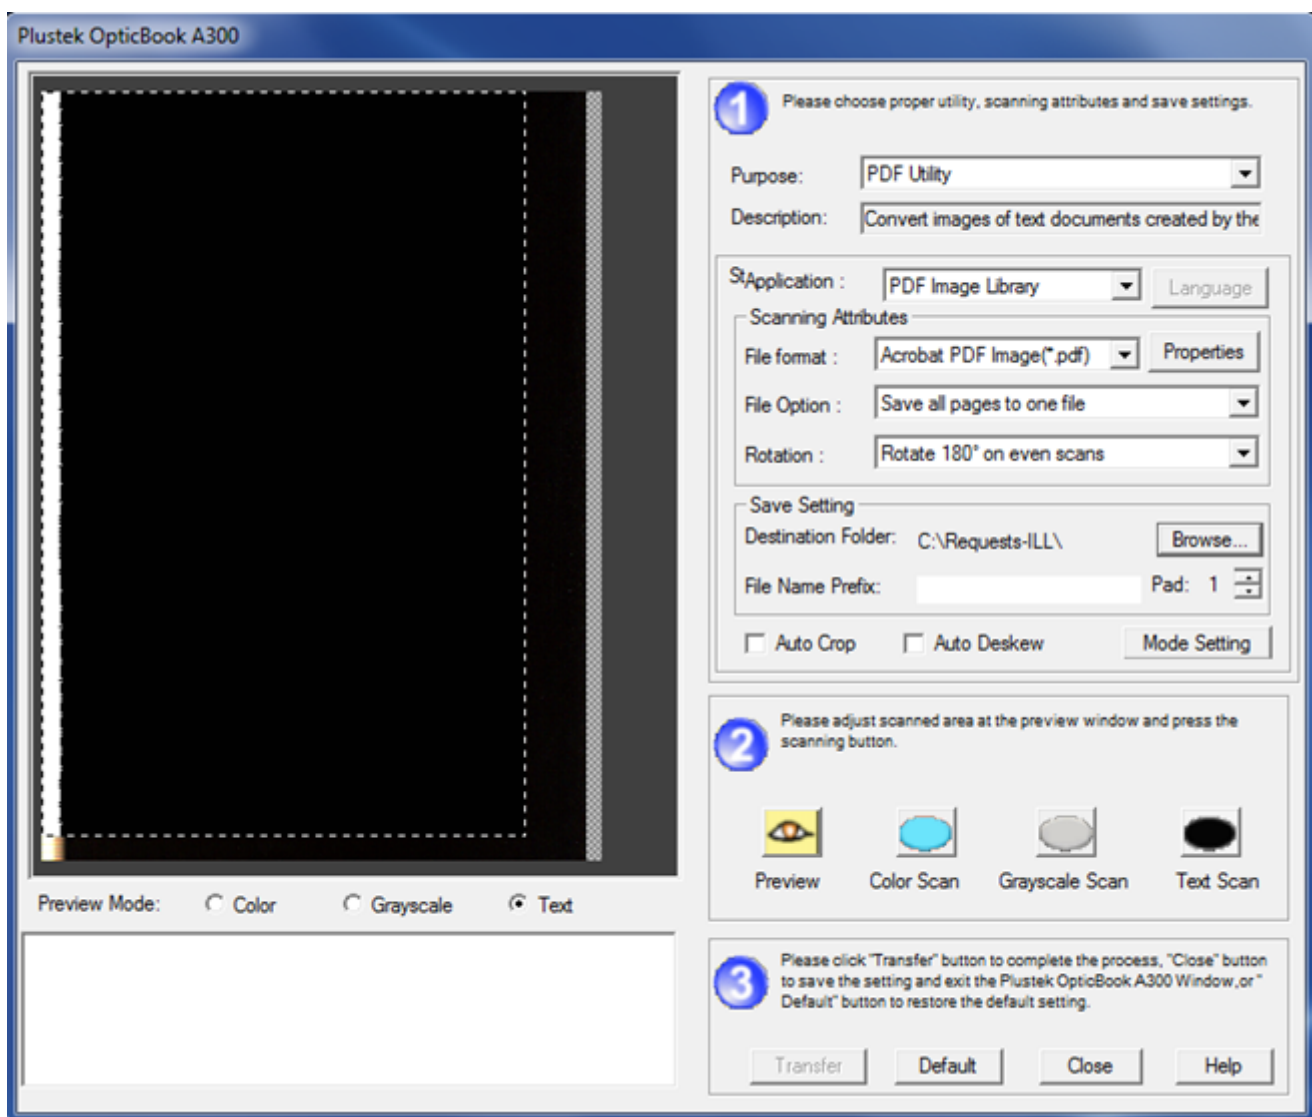 Plustek OpticBook A300
1
Please choose proper utility, scanning attributes and save settings.
Purpose: PDF Utility
Description: Convert images of text documents created by the
StApplication : PDF Image Library Language
Scanning Attributes
File format : Acrobat PDF Image(*.pdf) Properties
File Option : Save all pages to one file
Rotation : Rotate 180° on even scans
Save Setting
Destination Folder: C:\Requests-ILL\ Browse...
File Name Prefix: Pad: 1
Auto Crop Auto Deskew Mode Setting
2
Please adjust scanned area at the preview window and press the
scanning button.
Preview Color Scan Grayscale Scan Text Scan
Preview Mode: Color Grayscale Text
3
Please click "Transfer" button to complete the process, "Close" button
to save the setting and exit the Plustek OpticBook A300 Window,or "
Default" button to restore the default setting.
Transfer Default Close Help